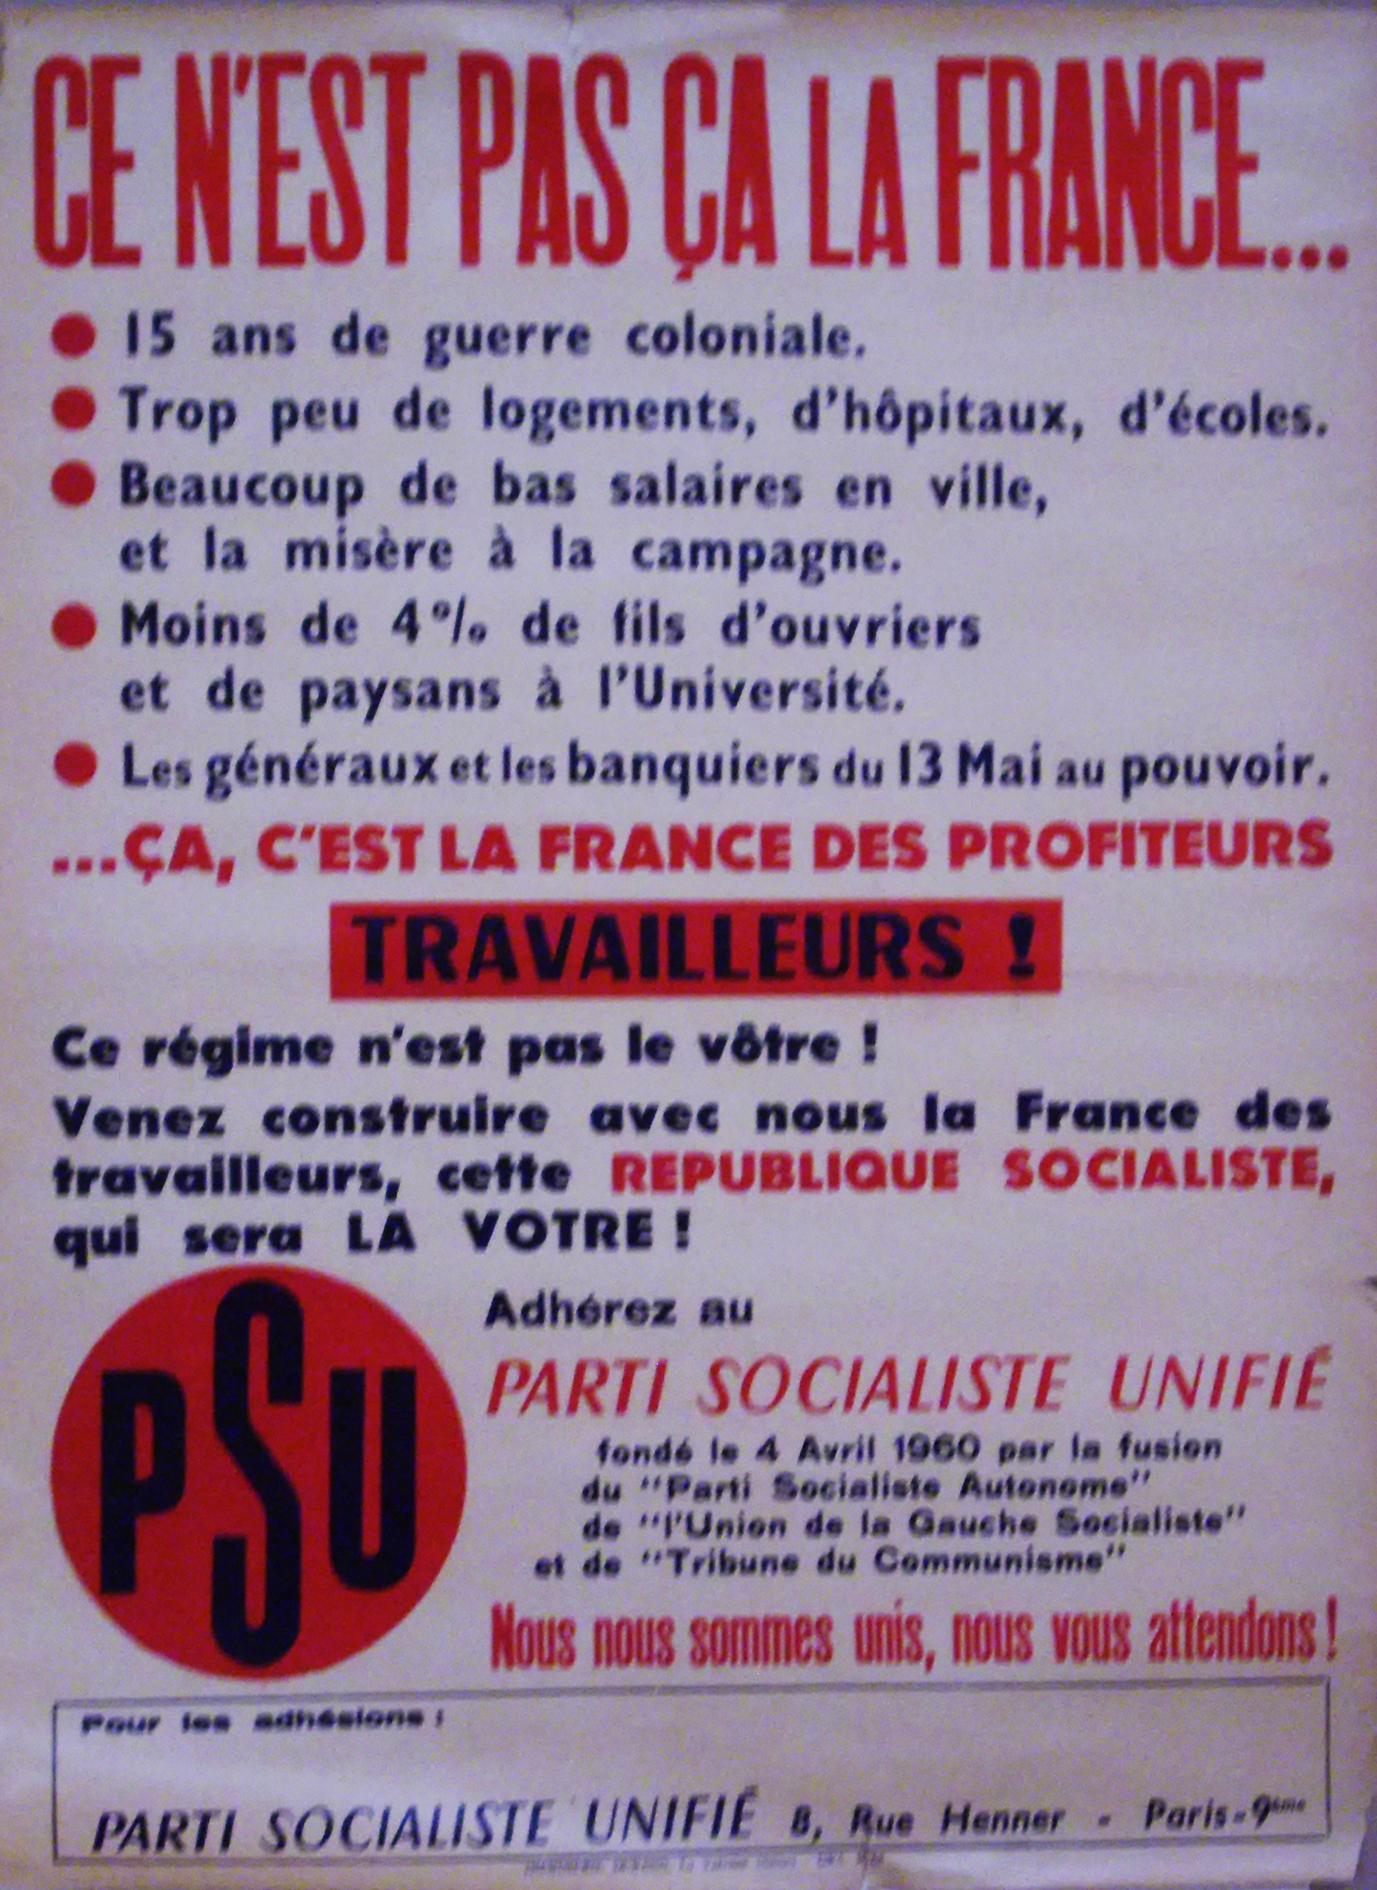 CE N'EST PAS ÇA LA FRANCE...
● 15 ans de guerre coloniale.
● Trop peu de logements, d'hôpitaux, d'écoles.
● Beaucoup de bas salaires en ville,
et la misère à la campagne.
● Moins de 4% de fils d'ouvriers
et de paysans à l'Université.
● Les généraux et les banquiers du 13 Mai au pouvoir.
...ÇA, C'EST LA FRANCE DES PROFITEURS
TRAVAILLEURS !
Ce régime n'est pas le vôtre !
Venez construire avec nous la France des
travailleurs, cette REPUBLIQUE SOCIALISTE,
qui sera LA VOTRE !
PSU
Adhérez au
PARTI SOCIALISTE UNIFIÉ
fondé le 4 Avril 1960 par la fusion
du "Parti Socialiste Autonome"
de "l'Union de la Gauche Socialiste"
et de "Tribune du Communisme"
Nous nous sommes unis, nous vous attendons !
Pour les adhésions :
PARTI SOCIALISTE UNIFIÉ 8, Rue Henner - Paris-9ème